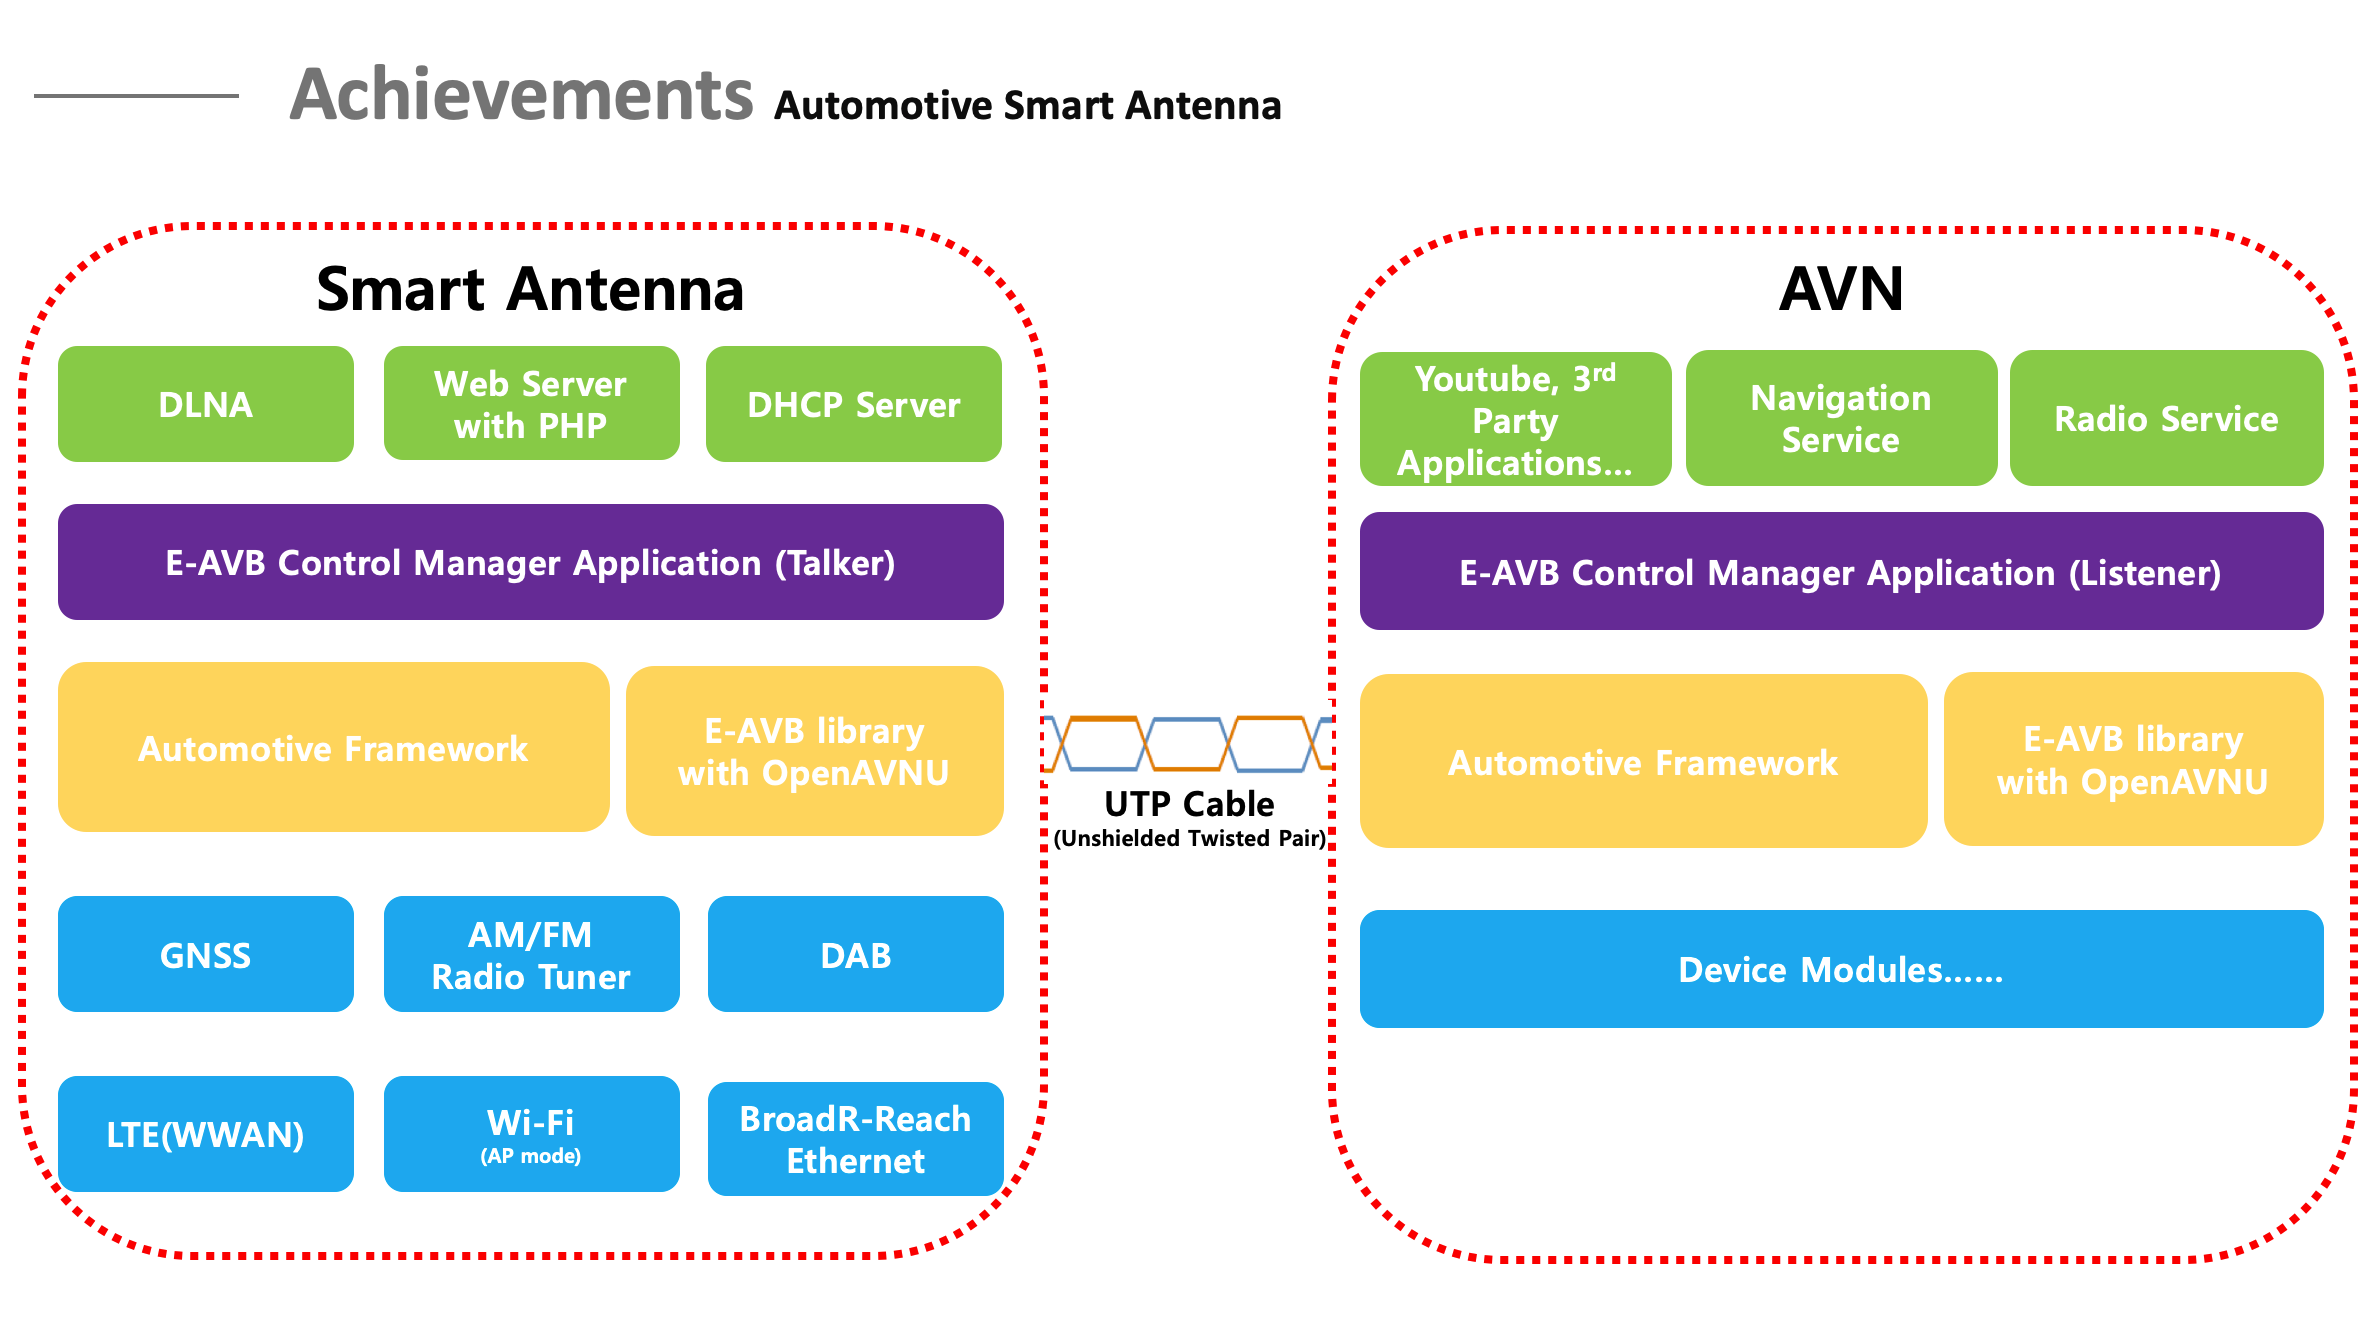 Achievements Automotive Smart Antenna
Smart Antenna
DLNA
Web Server
with PHP
DHCP Server
E-AVB Control Manager Application (Talker)
Automotive Framework
E-AVB library
with OpenAVNU
GNSS
AM/FM
Radio Tuner
DAB
LTE(WWAN)
Wi-Fi
(AP mode)
BroadR-Reach
Ethernet
UTP Cable
(Unshielded Twisted Pair)
AVN
Youtube, 3rd
Party
Applications...
Navigation
Service
Radio Service
E-AVB Control Manager Application (Listener)
Automotive Framework
E-AVB library
with OpenAVNU
Device Modules......